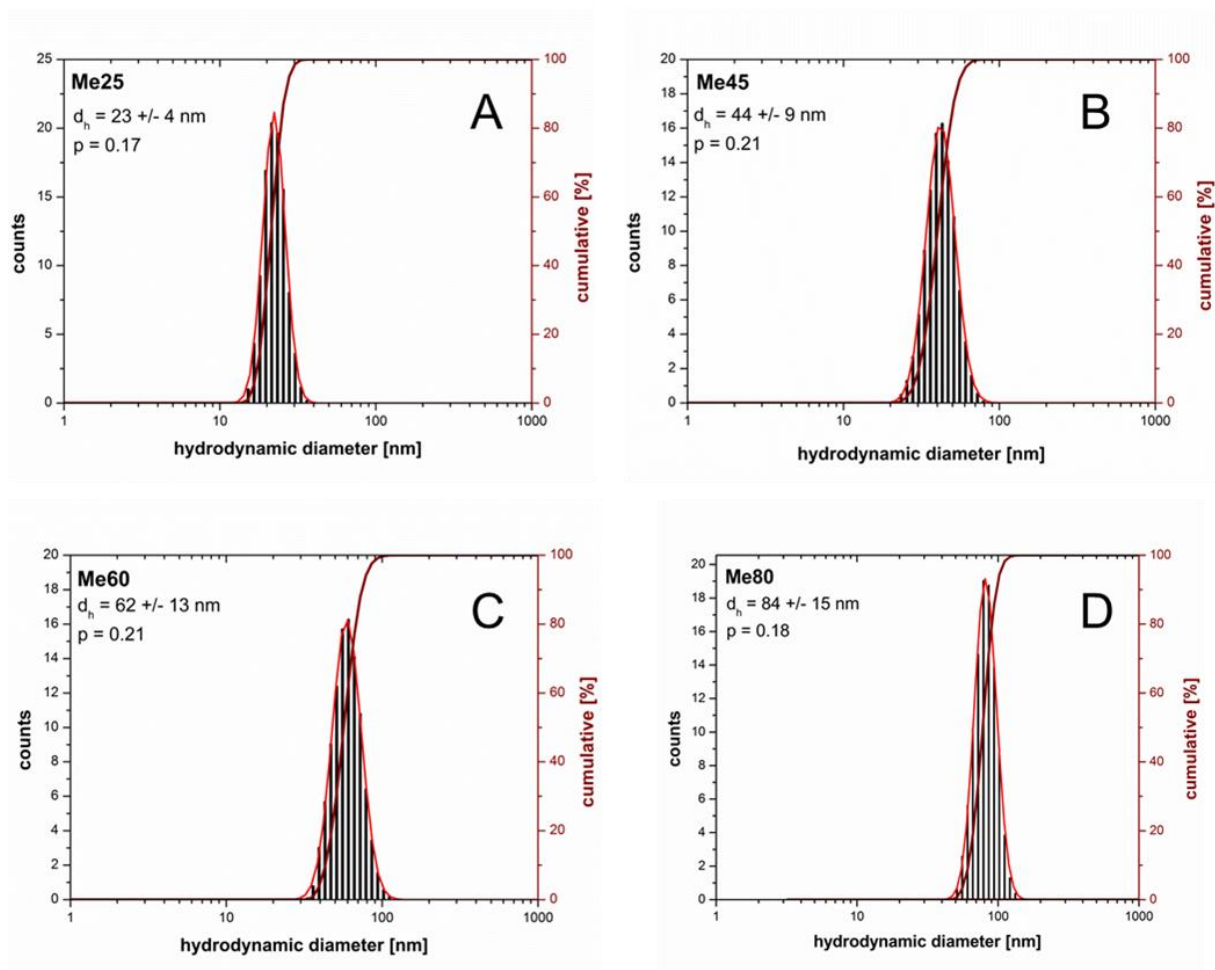 Me25
d_h = 23 +/- 4 nm
p = 0.17
A
25
20
15
10
5
0
counts
100
80
60
40
20
0
cumulative [%]
1 10 100 1000
hydrodynamic diameter [nm]
Me45
d_h = 44 +/- 9 nm
p = 0.21
B
20
18
16
14
12
10
8
6
4
2
0
counts
100
80
60
40
20
0
cumulative [%]
1 10 100 1000
hydrodynamic diameter [nm]
Me60
d_h = 62 +/- 13 nm
p = 0.21
C
20
18
16
14
12
10
8
6
4
2
0
counts
100
80
60
40
20
0
cumulative [%]
1 10 100 1000
hydrodynamic diameter [nm]
Me80
d_h = 84 +/- 15 nm
p = 0.18
D
20
18
16
14
12
10
8
6
4
2
0
counts
100
80
60
40
20
0
cumulative [%]
1 10 100 1000
hydrodynamic diameter [nm]